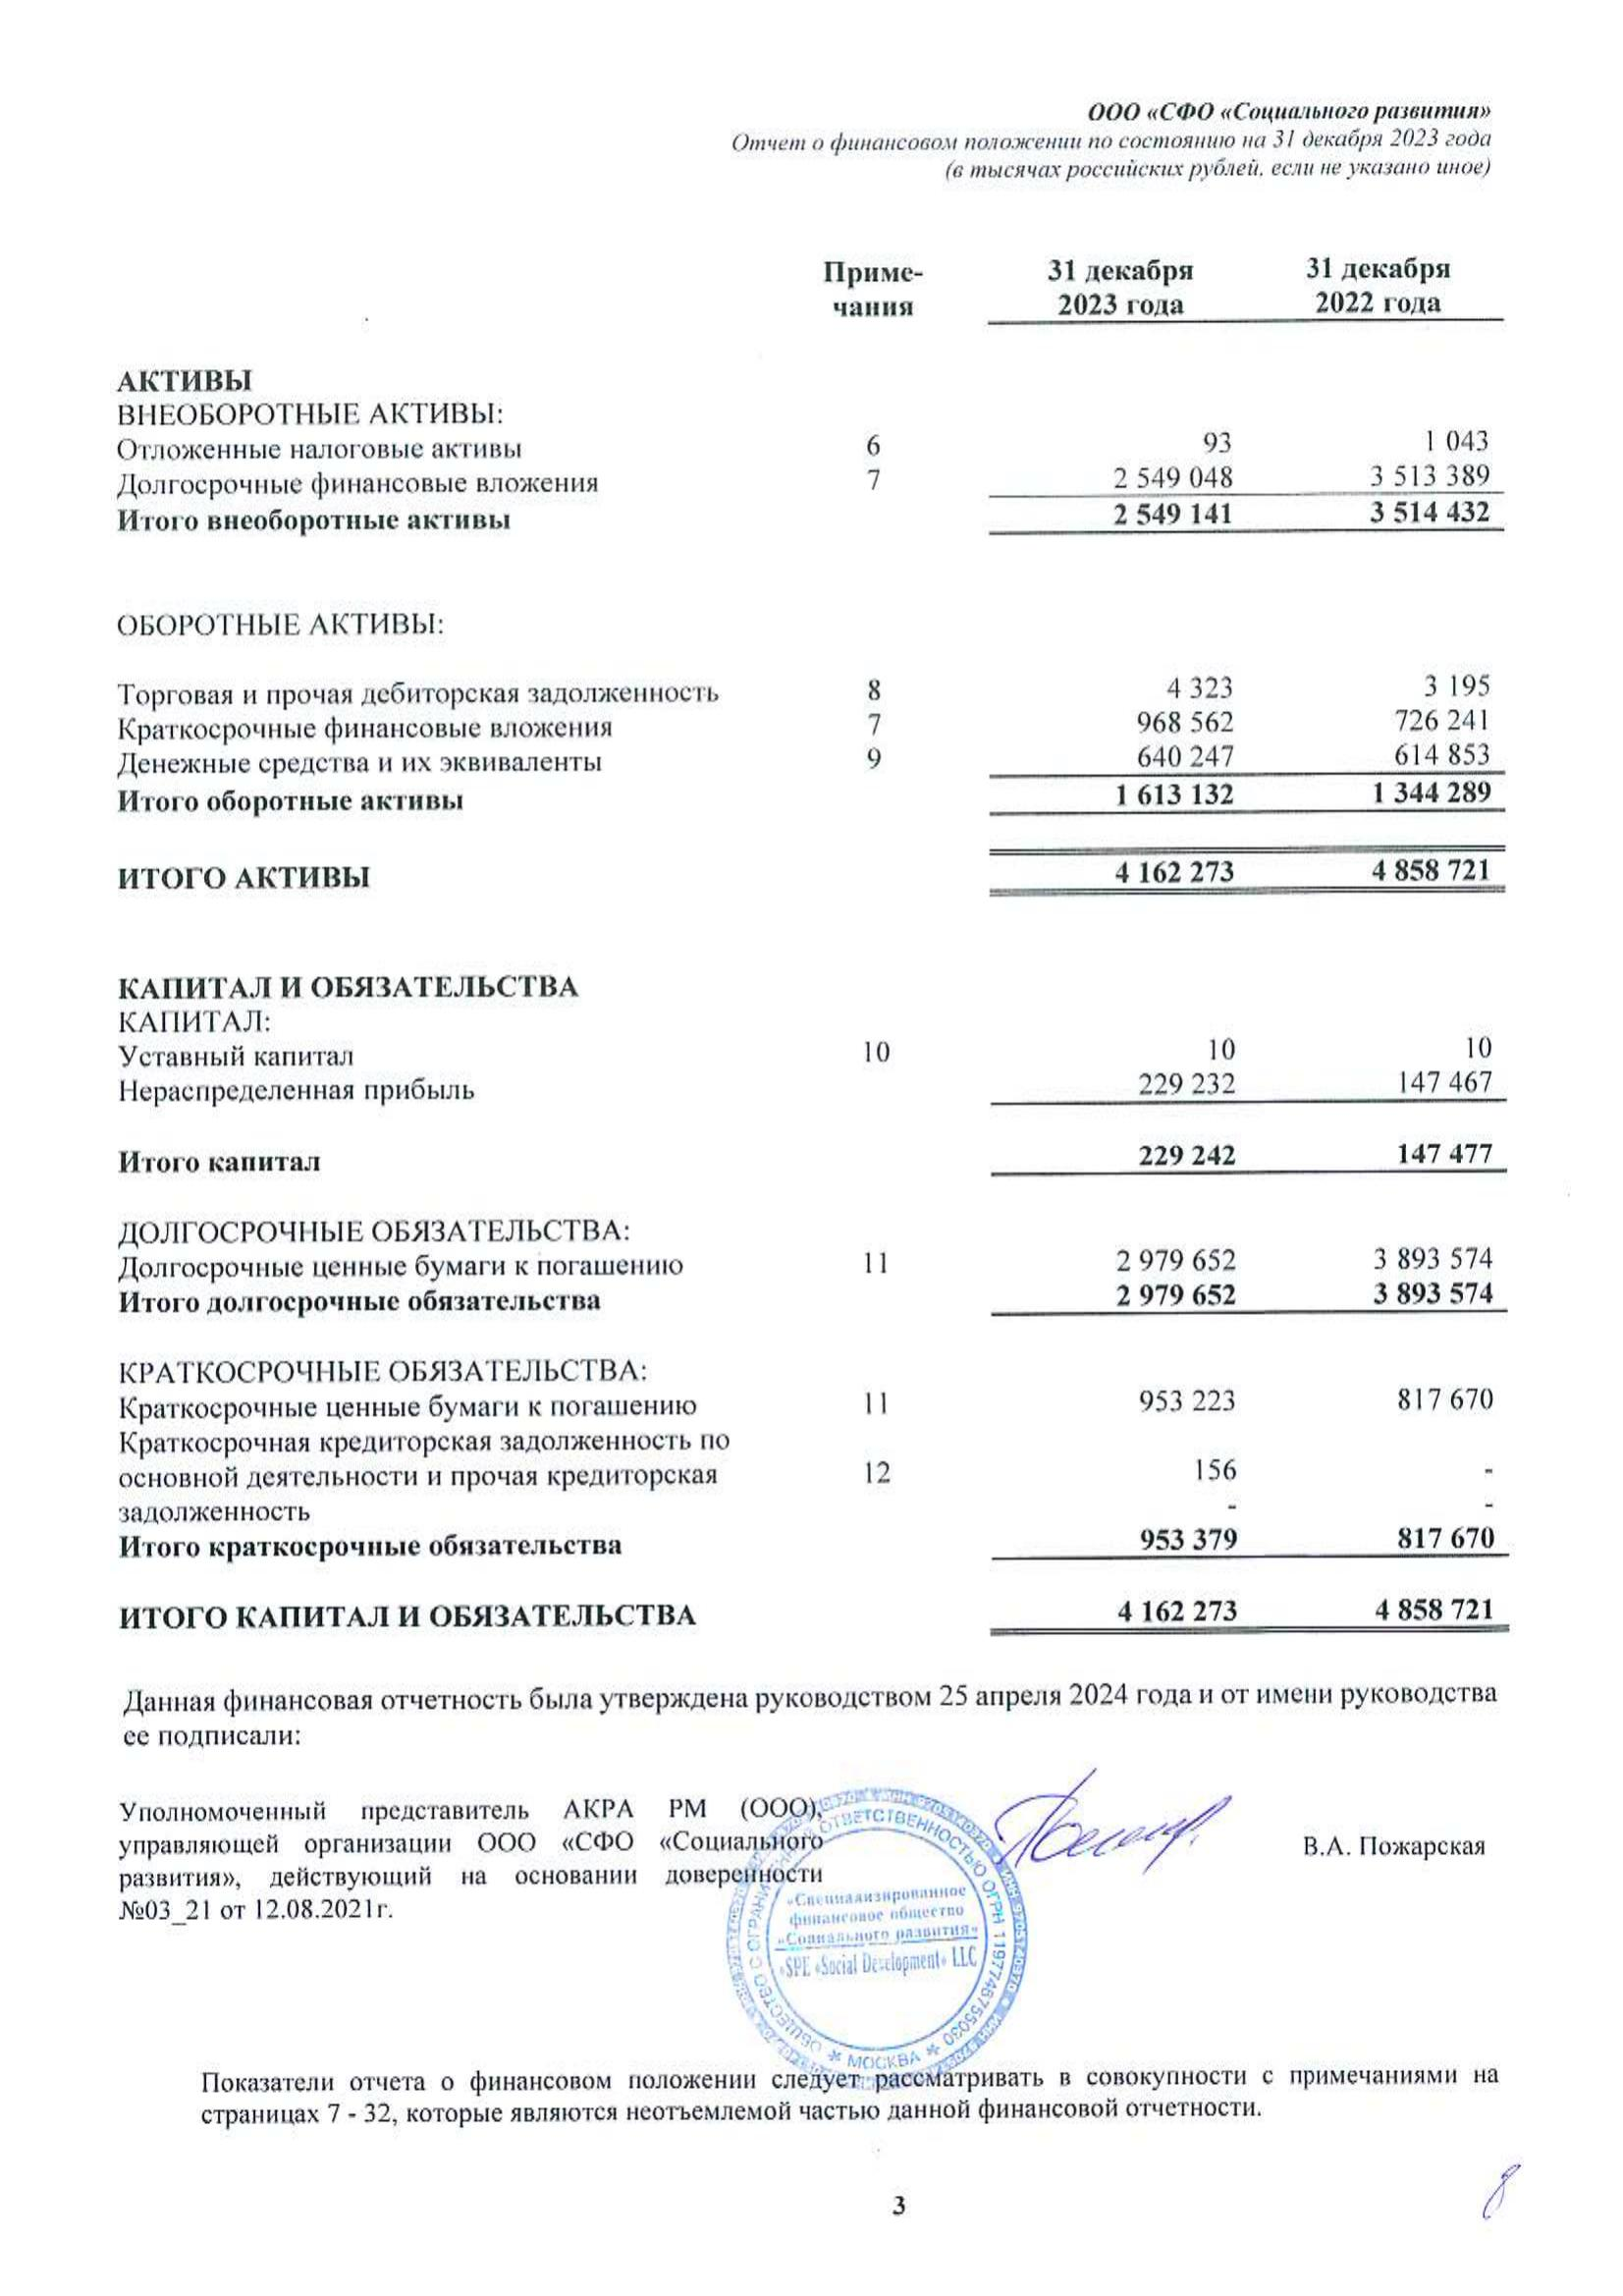 ООО «СФО «Социального развития»
Отчет о финансовом положении по состоянию на 31 декабря 2023 года
(в тысячах российских рублей, если не указано иное)
Приме- 31 декабря 31 декабря
чания 2023 года 2022 года
АКТИВЫ
ВНЕОБОРОТНЫЕ АКТИВЫ:
Отложенные налоговые активы 6 93 1 043
Долгосрочные финансовые вложения 7 2 549 048 3 513 389
Итого внеоборотные активы 2 549 141 3 514 432
ОБОРОТНЫЕ АКТИВЫ:
Торговая и прочая дебиторская задолженность 8 4 323 3 195
Краткосрочные финансовые вложения 7 968 562 726 241
Денежные средства и их эквиваленты 9 640 247 614 853
Итого оборотные активы 1 613 132 1 344 289
ИТОГО АКТИВЫ 4 162 273 4 858 721
КАПИТАЛ И ОБЯЗАТЕЛЬСТВА
КАПИТАЛ:
Уставный капитал 10 10 10
Нераспределенная прибыль 229 232 147 467
Итого капитал 229 242 147 477
ДОЛГОСРОЧНЫЕ ОБЯЗАТЕЛЬСТВА:
Долгосрочные ценные бумаги к погашению 11 2 979 652 3 893 574
Итого долгосрочные обязательства 2 979 652 3 893 574
КРАТКОСРОЧНЫЕ ОБЯЗАТЕЛЬСТВА:
Краткосрочные ценные бумаги к погашению 11 953 223 817 670
Краткосрочная кредиторская задолженность по
основной деятельности и прочая кредиторская 12 156 -
задолженность - -
Итого краткосрочные обязательства 953 379 817 670
ИТОГО КАПИТАЛ И ОБЯЗАТЕЛЬСТВА 4 162 273 4 858 721
Данная финансовая отчетность была утверждена руководством 25 апреля 2024 года и от имени руководства
ее подписали:
Уполномоченный представитель АКРА РМ (ООО),
управляющей организации ООО «СФО «Социального
развития», действующий на основании доверенности
№03_21 от 12.08.2021г.
В.А. Пожарская
ОБЩЕСТВО С ОГРАНИЧЕННОЙ ОТВЕТСТВЕННОСТЬЮ ОГРН 1197746755030
* МОСКВА *
«Специализированное
финансовое общество
«Социального развития»
«SPE «Social Development» LLC
Показатели отчета о финансовом положении следует рассматривать в совокупности с примечаниями на
страницах 7 - 32, которые являются неотъемлемой частью данной финансовой отчетности.
3
8